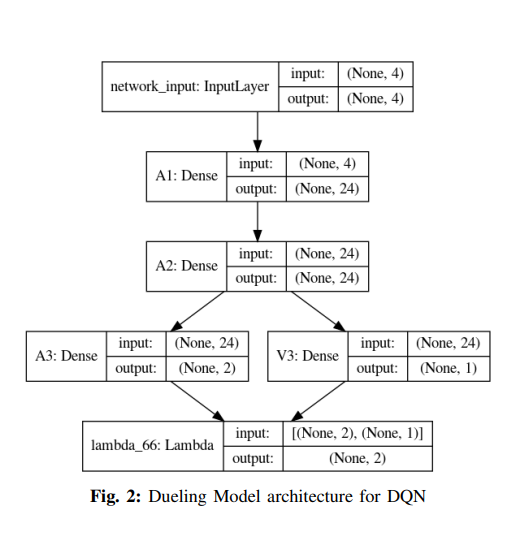 network_input: InputLayer
input: (None, 4)
output: (None, 4)
A1: Dense
input: (None, 4)
output: (None, 24)
A2: Dense
input: (None, 24)
output: (None, 24)
A3: Dense
input: (None, 24)
output: (None, 2)
V3: Dense
input: (None, 24)
output: (None, 1)
lambda_66: Lambda
input: [(None, 2), (None, 1)]
output: (None, 2)
Fig. 2: Dueling Model architecture for DQN